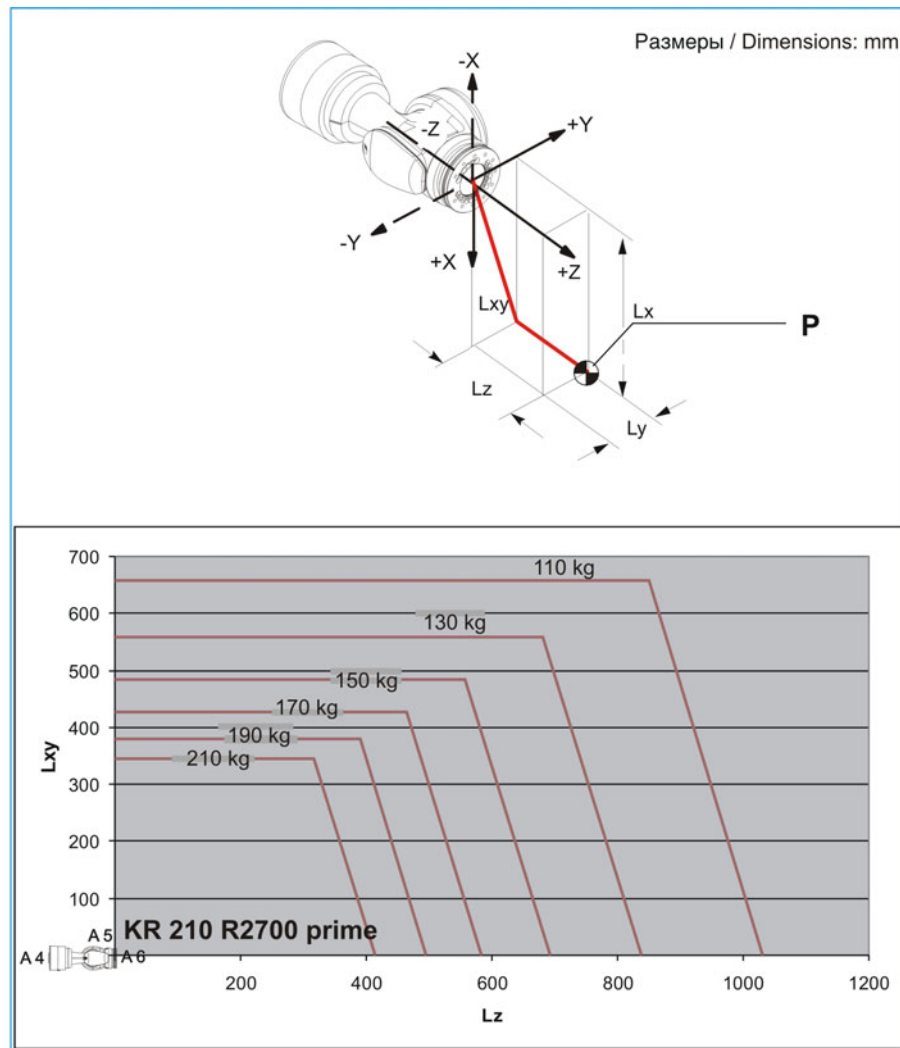 Размеры / Dimensions: mm
-X
+Y
-Z
-Y
+X
+Z
Lxy
Lx
P
Lz
Ly
700
110 kg
600
130 kg
500
150 kg
170 kg
400
190 kg
210 kg
300
200
100
Lxy
KR 210 R2700 prime
A 5
A 4
A 6
200
400
600
800
1000
1200
Lz